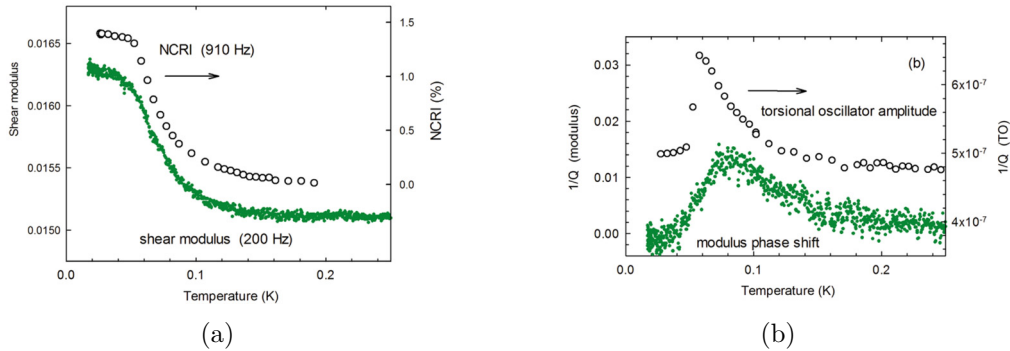 0.0165
0.0160
0.0155
0.0150
Shear modulus
NCRI (910 Hz)
shear modulus (200 Hz)
1.5
1.0
0.5
0.0
NCRI (%)
0.0
0.1
0.2
Temperature (K)
(a)
0.03
0.02
0.01
0.00
1/Q (modulus)
(b)
torsional oscillator amplitude
modulus phase shift
6x10-7
5x10-7
4x10-7
1/Q (TO)
0.0
0.1
0.2
Temperature (K)
(b)